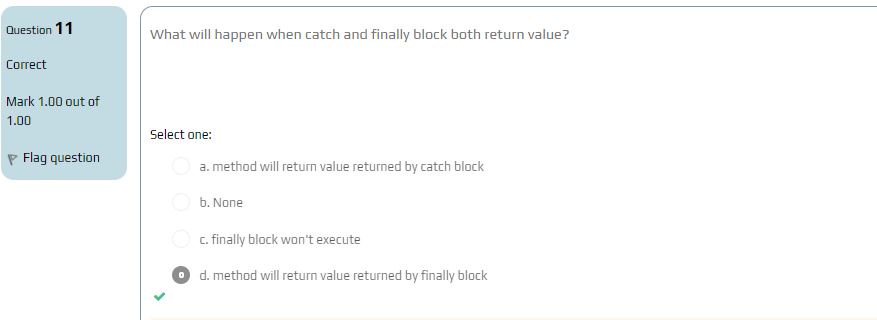 Question 11
Correct
Mark 1.00 out of
1.00
Flag question
What will happen when catch and finally block both return value?
Select one:
a. method will return value returned by catch block
b. None
c. finally block won't execute
d. method will return value returned by finally block